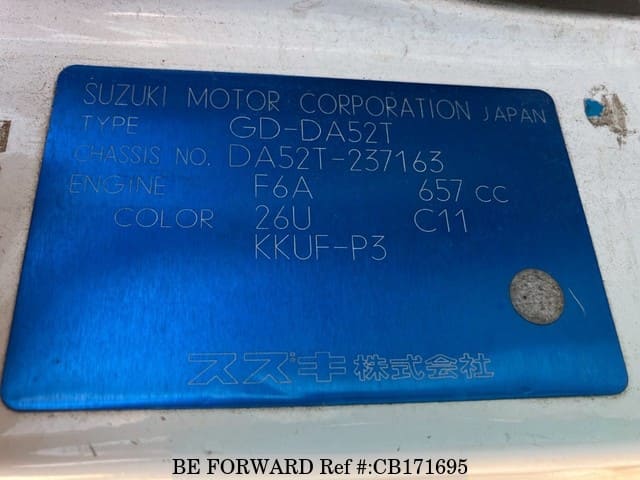 SUZUKI MOTOR CORPORATION JAPAN
TYPE GD-DA52T
CHASSIS NO. DA52T-237163
ENGINE F6A 657 cc
COLOR 26U C11
KKUF-P3
スズキ株式会社
BE FORWARD Ref #:CB171695